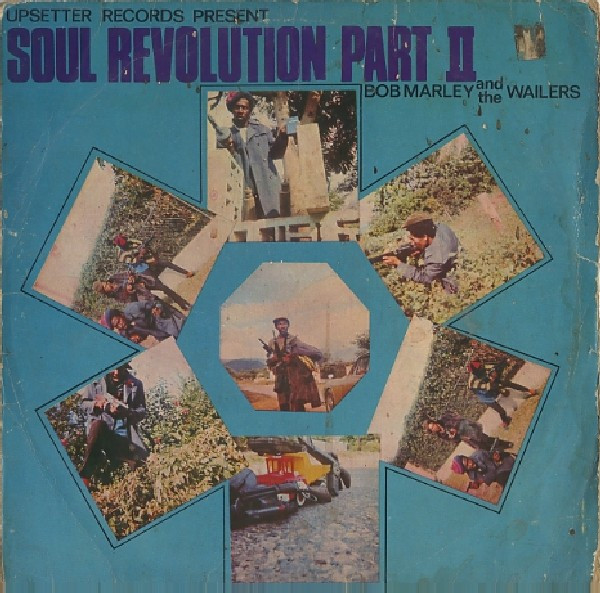 UPSETTER RECORDS PRESENT
SOUL REVOLUTION PART II
BOB MARLEY and the WAILERS